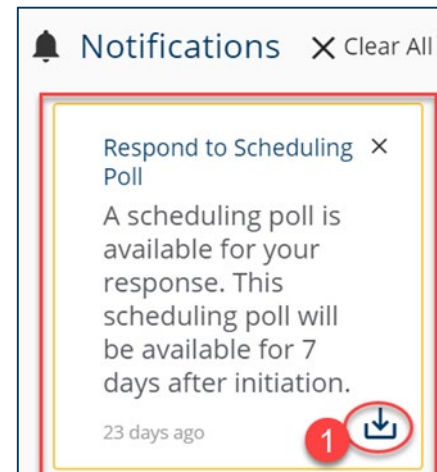 Notifications X Clear All
Respond to Scheduling ×
Poll
A scheduling poll is
available for your
response. This
scheduling poll will
be available for 7
days after initiation.
23 days ago 1